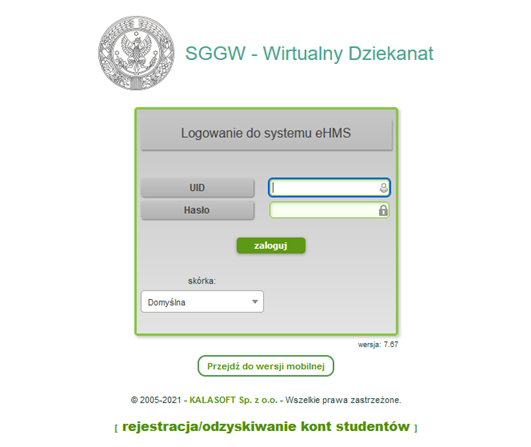 SGGW - Wirtualny Dziekanat
Logowanie do systemu eHMS
UID
Hasło
zaloguj
skórka:
Domyślna
wersja: 7.67
Przejdź do wersji mobilnej
© 2005-2021 - KALASOFT Sp. z o.o. - Wszelkie prawa zastrzeżone.
[ rejestracja/odzyskiwanie kont studentów ]